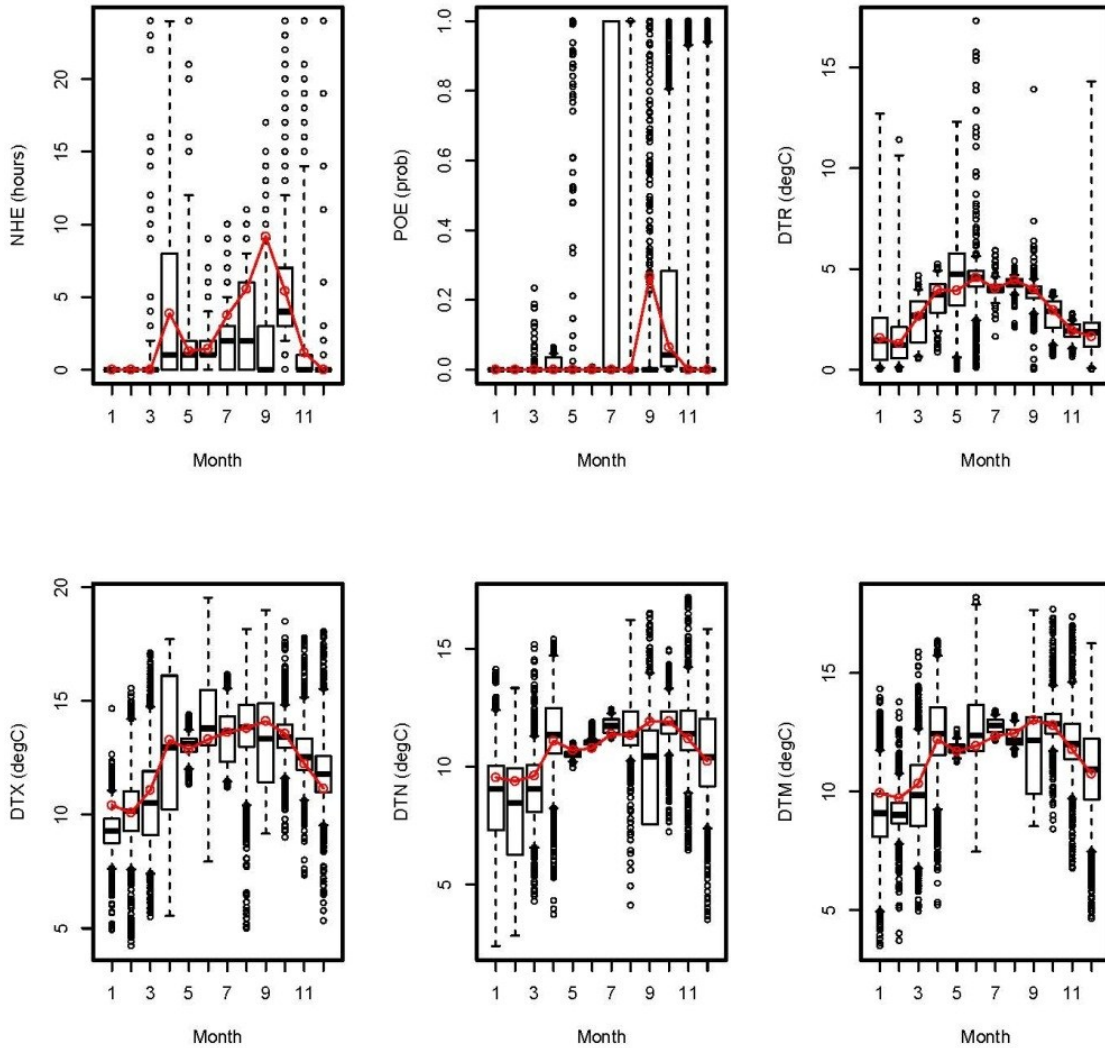 NHE (hours)
20
15
10
5
0
1 3 5 7 9 11
Month
POE (prob)
1.0
0.8
0.6
0.4
0.2
0.0
1 3 5 7 9 11
Month
DTR (degC)
15
10
5
0
1 3 5 7 9 11
Month
DTX (degC)
20
15
10
5
1 3 5 7 9 11
Month
DTN (degC)
15
10
5
1 3 5 7 9 11
Month
DTM (degC)
15
10
5
1 3 5 7 9 11
Month